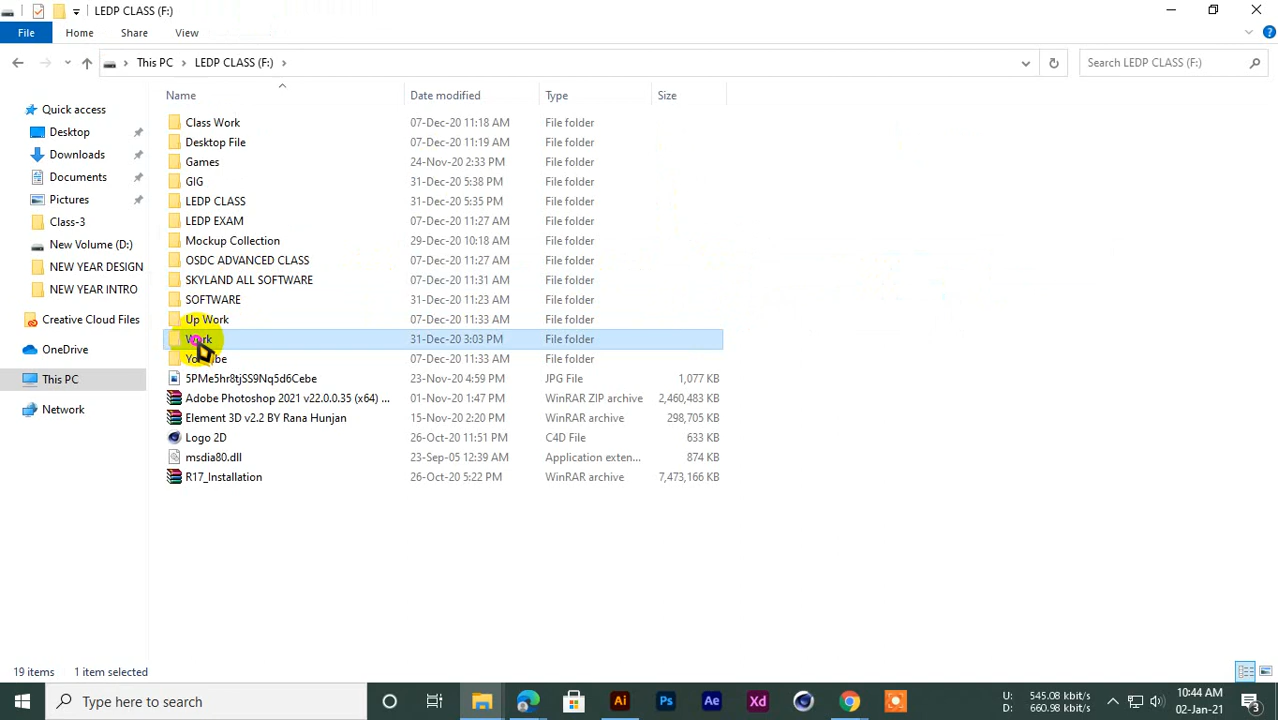 LEDP CLASS (F:)
File Home Share View
This PC LEDP CLASS (F:) Search LEDP CLASS (F:)
Name Date modified Type Size
Quick access
Desktop
Downloads
Documents
Pictures
Class-3
New Volume (D:)
NEW YEAR DESIGN
NEW YEAR INTRO
Creative Cloud Files
OneDrive
This PC
Network
Class Work 07-Dec-20 11:18 AM File folder
Desktop File 07-Dec-20 11:19 AM File folder
Games 24-Nov-20 2:33 PM File folder
GIG 31-Dec-20 5:38 PM File folder
LEDP CLASS 31-Dec-20 5:35 PM File folder
LEDP EXAM 07-Dec-20 11:27 AM File folder
Mockup Collection 29-Dec-20 10:18 AM File folder
OSDC ADVANCED CLASS 07-Dec-20 11:27 AM File folder
SKYLAND ALL SOFTWARE 07-Dec-20 11:31 AM File folder
SOFTWARE 31-Dec-20 11:23 AM File folder
Up Work 07-Dec-20 11:33 AM File folder
Work 31-Dec-20 3:03 PM File folder
YouTube 07-Dec-20 11:33 AM File folder
5PMe5hr8tjSS9Nq5d6Cebe 23-Nov-20 4:59 PM JPG File 1,077 KB
Adobe Photoshop 2021 v22.0.0.35 (x64) ... 01-Nov-20 1:47 PM WinRAR ZIP archive 2,460,483 KB
Element 3D v2.2 BY Rana Hunjan 15-Nov-20 2:20 PM WinRAR archive 298,705 KB
Logo 2D 26-Oct-20 11:51 PM C4D File 633 KB
msdia80.dll 23-Sep-05 12:39 AM Application exten... 874 KB
R17_Installation 26-Oct-20 5:22 PM WinRAR archive 7,473,166 KB
19 items 1 item selected
Type here to search Ai Ps Ae Xd
U: 545.08 kbit/s
D: 660.98 kbit/s
10:44 AM
02-Jan-21
3